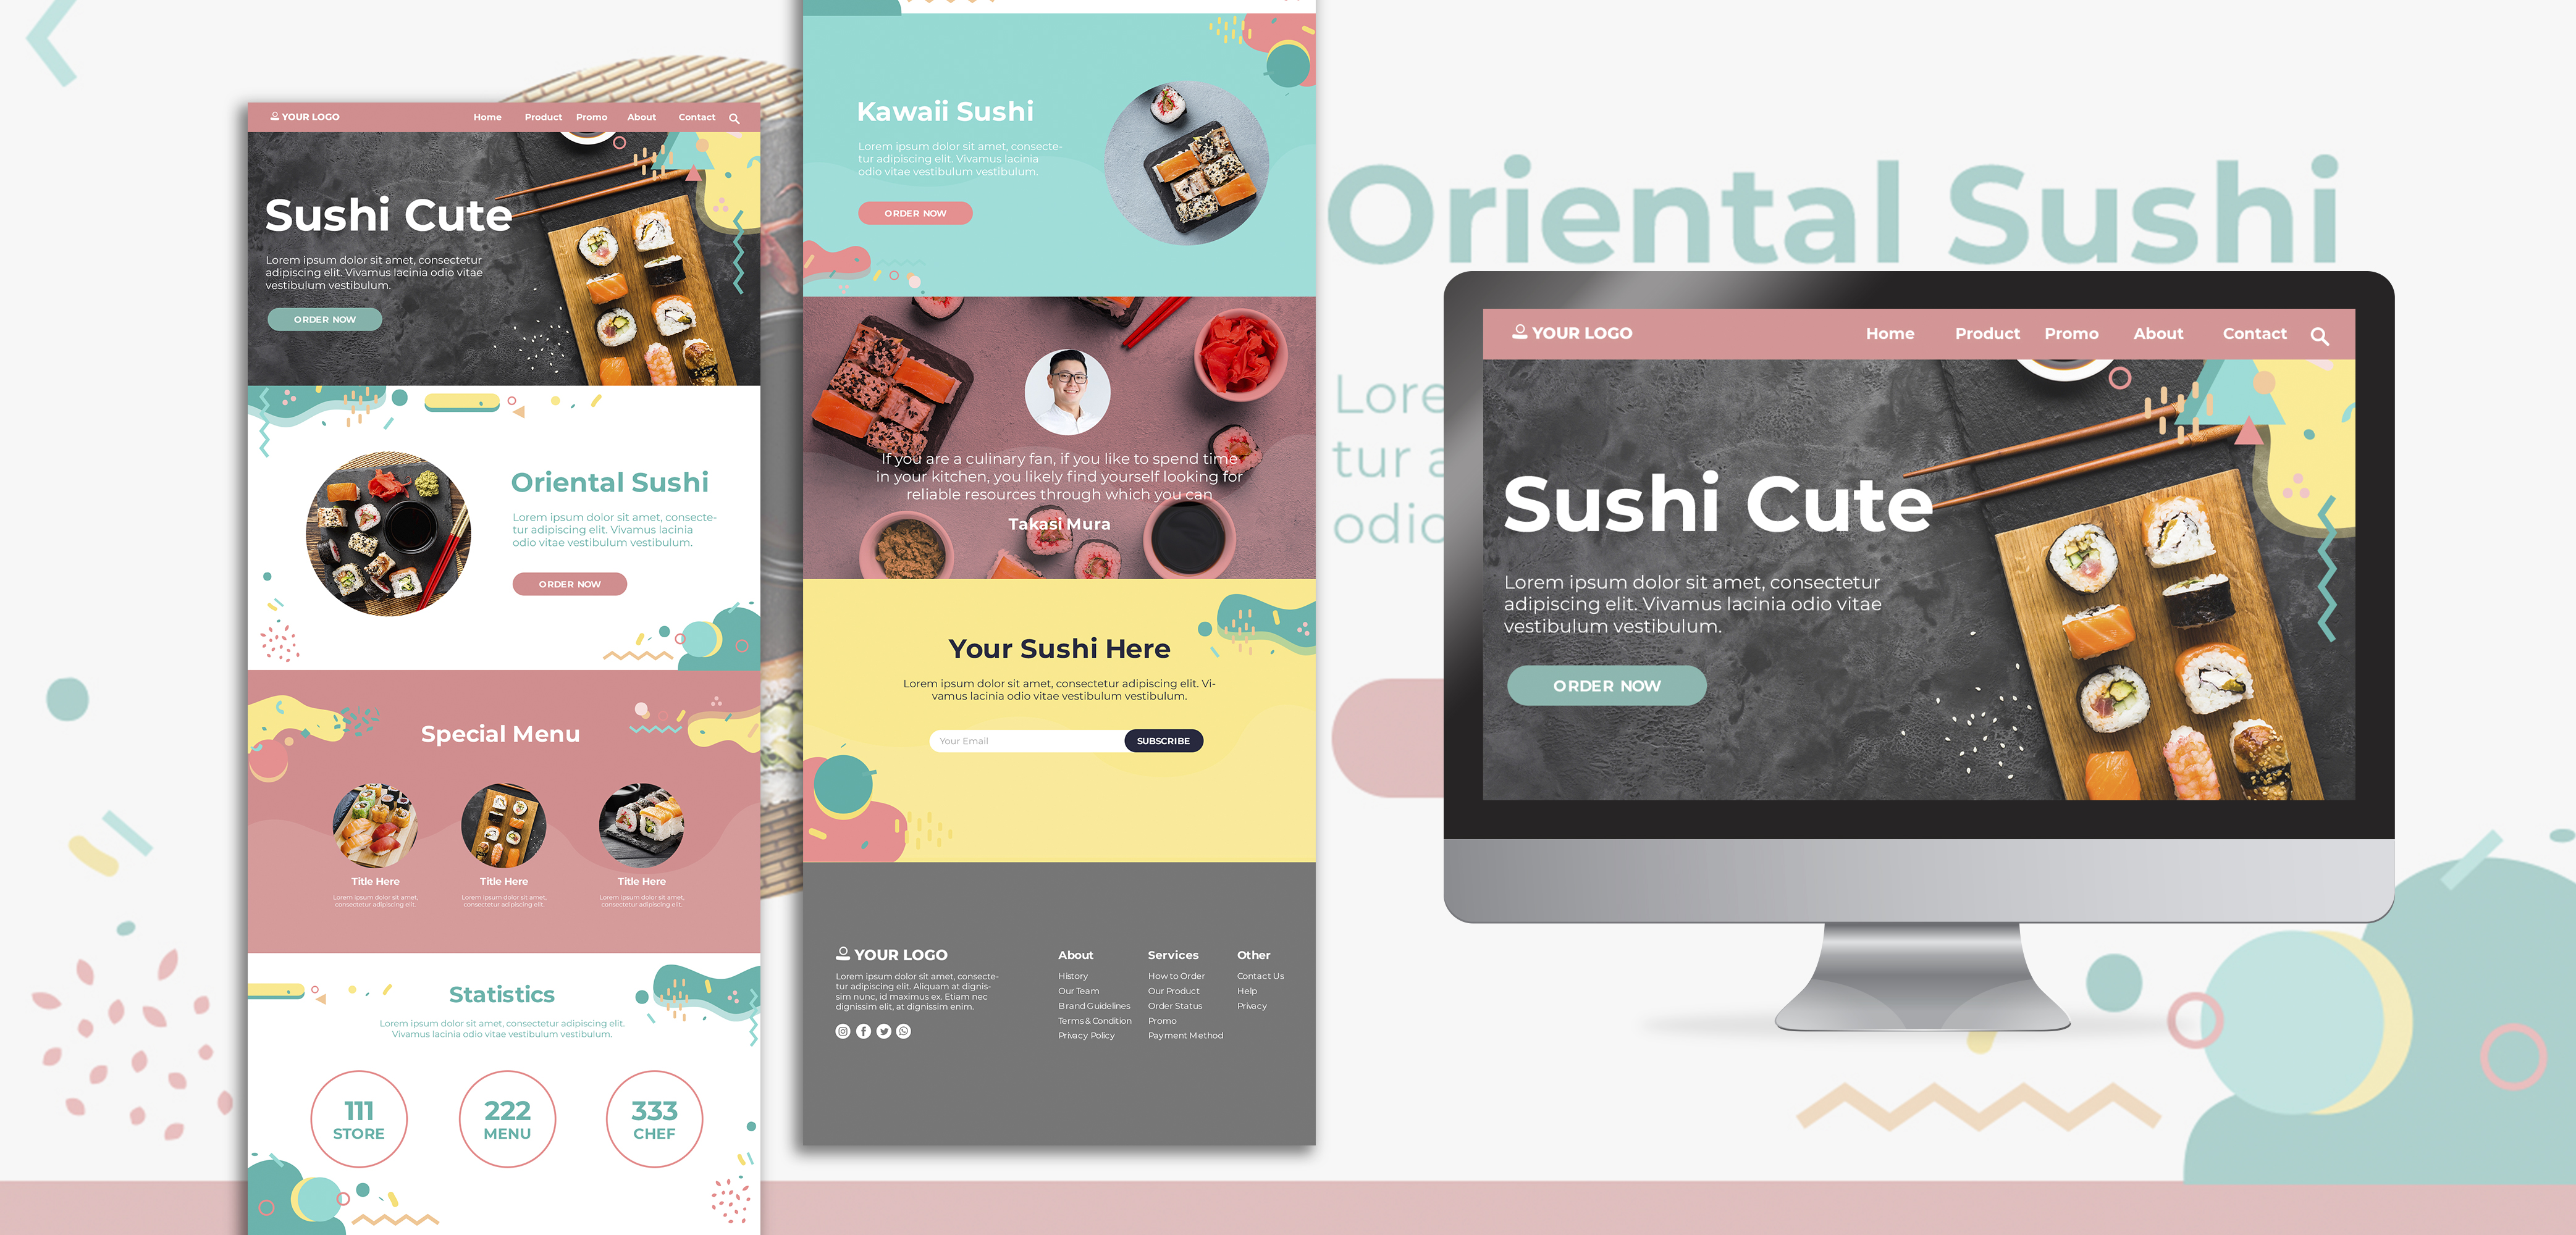 YOUR LOGO
Home Product Promo About Contact
Sushi Cute
Lorem ipsum dolor sit amet, consectetur
adipiscing elit. Vivamus lacinia odio vitae
vestibulum vestibulum.
ORDER NOW
Oriental Sushi
Lorem ipsum dolor sit amet, consecte-
tur adipiscing elit. Vivamus lacinia
odio vitae vestibulum vestibulum.
ORDER NOW
Special Menu
Title Here
Lorem ipsum dolor sit amet,
consectetur adipiscing elit.
Title Here
Lorem ipsum dolor sit amet,
consectetur adipiscing elit.
Title Here
Lorem ipsum dolor sit amet,
consectetur adipiscing elit.
Statistics
Lorem ipsum dolor sit amet, consectetur adipiscing elit.
Vivamus lacinia odio vitae vestibulum vestibulum.
111
STORE
222
MENU
333
CHEF
Kawaii Sushi
Lorem ipsum dolor sit amet, consecte-
tur adipiscing elit. Vivamus lacinia
odio vitae vestibulum vestibulum.
ORDER NOW
If you are a culinary fan, if you like to spend time
in your kitchen, you likely find yourself looking for
reliable resources through which you can
Takasi Mura
Your Sushi Here
Lorem ipsum dolor sit amet, consectetur adipiscing elit. Vi-
vamus lacinia odio vitae vestibulum vestibulum.
Your Email
SUBSCRIBE
YOUR LOGO
Lorem ipsum dolor sit amet, consecte-
tur adipiscing elit. Aliquam at dignis-
sim nunc, id maximus ex. Etiam nec
dignissim elit, at dignissim enim.
About
History
Our Team
Brand Guidelines
Terms & Condition
Privacy Policy
Services
How to Order
Our Product
Order Status
Promo
Payment Method
Other
Contact Us
Help
Privacy
Oriental Sushi
Lore
tur a
odio
YOUR LOGO
Home Product Promo About Contact
Sushi Cute
Lorem ipsum dolor sit amet, consectetur
adipiscing elit. Vivamus lacinia odio vitae
vestibulum vestibulum.
ORDER NOW